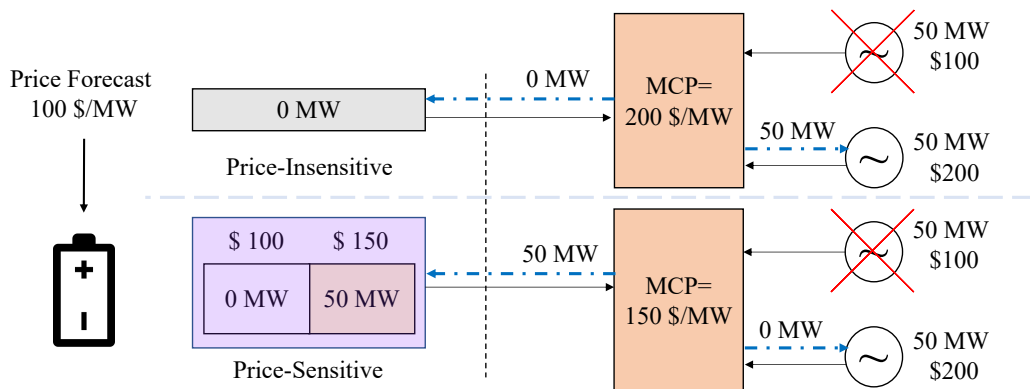 Price Forecast
100 $/MW
0 MW
Price-Insensitive
0 MW
MCP=
200 $/MW
50 MW
50 MW
$100
50 MW
$200
$ 100
$ 150
0 MW
50 MW
Price-Sensitive
50 MW
MCP=
150 $/MW
0 MW
50 MW
$100
50 MW
$200